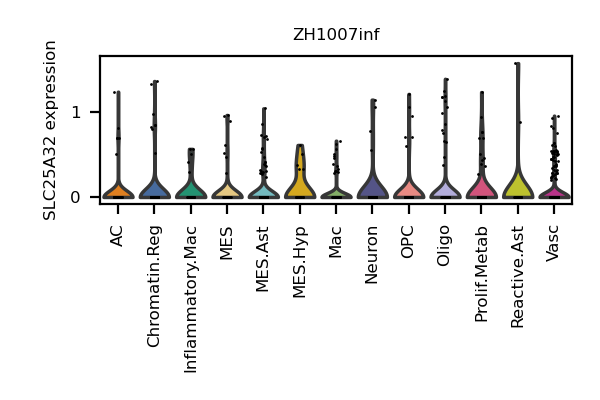 ZH1007inf
SLC25A32 expression
1
0
AC
Chromatin.Reg
Inflammatory.Mac
MES
MES.Ast
MES.Hyp
Mac
Neuron
OPC
Oligo
Prolif.Metab
Reactive.Ast
Vasc